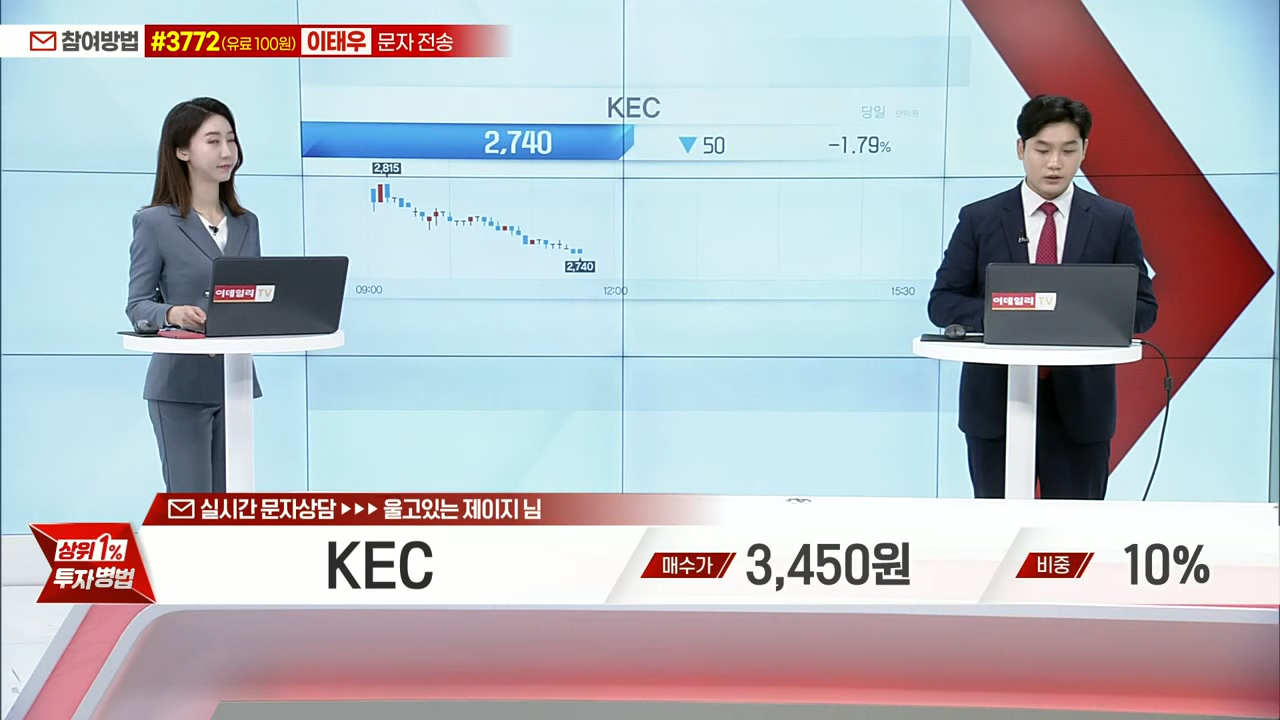 참여방법 #3772(유료 100원) 이태우 문자 전송
KEC
당일
2,740 ▼50 -1.79%
2,815
2,740
09:00 12:00 15:30
이데일리TV
이데일리TV
실시간 문자상담 ▶▶▶ 울고있는 제이지 님
상위 1%
투자병법
KEC 매수가 3,450원 비중 10%